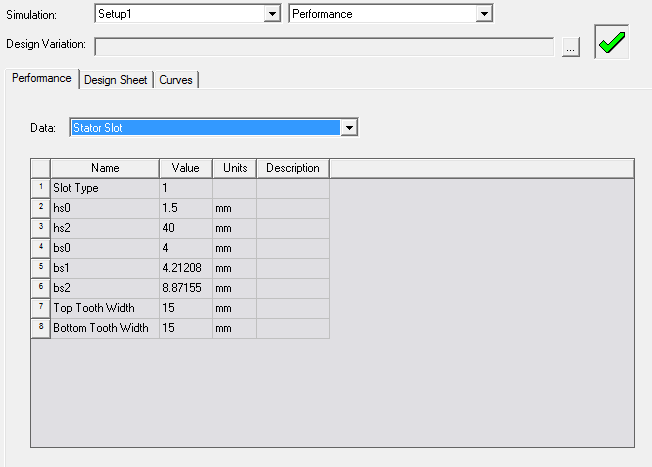 Simulation: Setup1 Performance
Design Variation: ...
Performance Design Sheet Curves
Data: Stator Slot
Name Value Units Description
1 Slot Type 1
2 hs0 1.5 mm
3 hs2 40 mm
4 bs0 4 mm
5 bs1 4.21208 mm
6 bs2 8.87155 mm
7 Top Tooth Width 15 mm
8 Bottom Tooth Width 15 mm